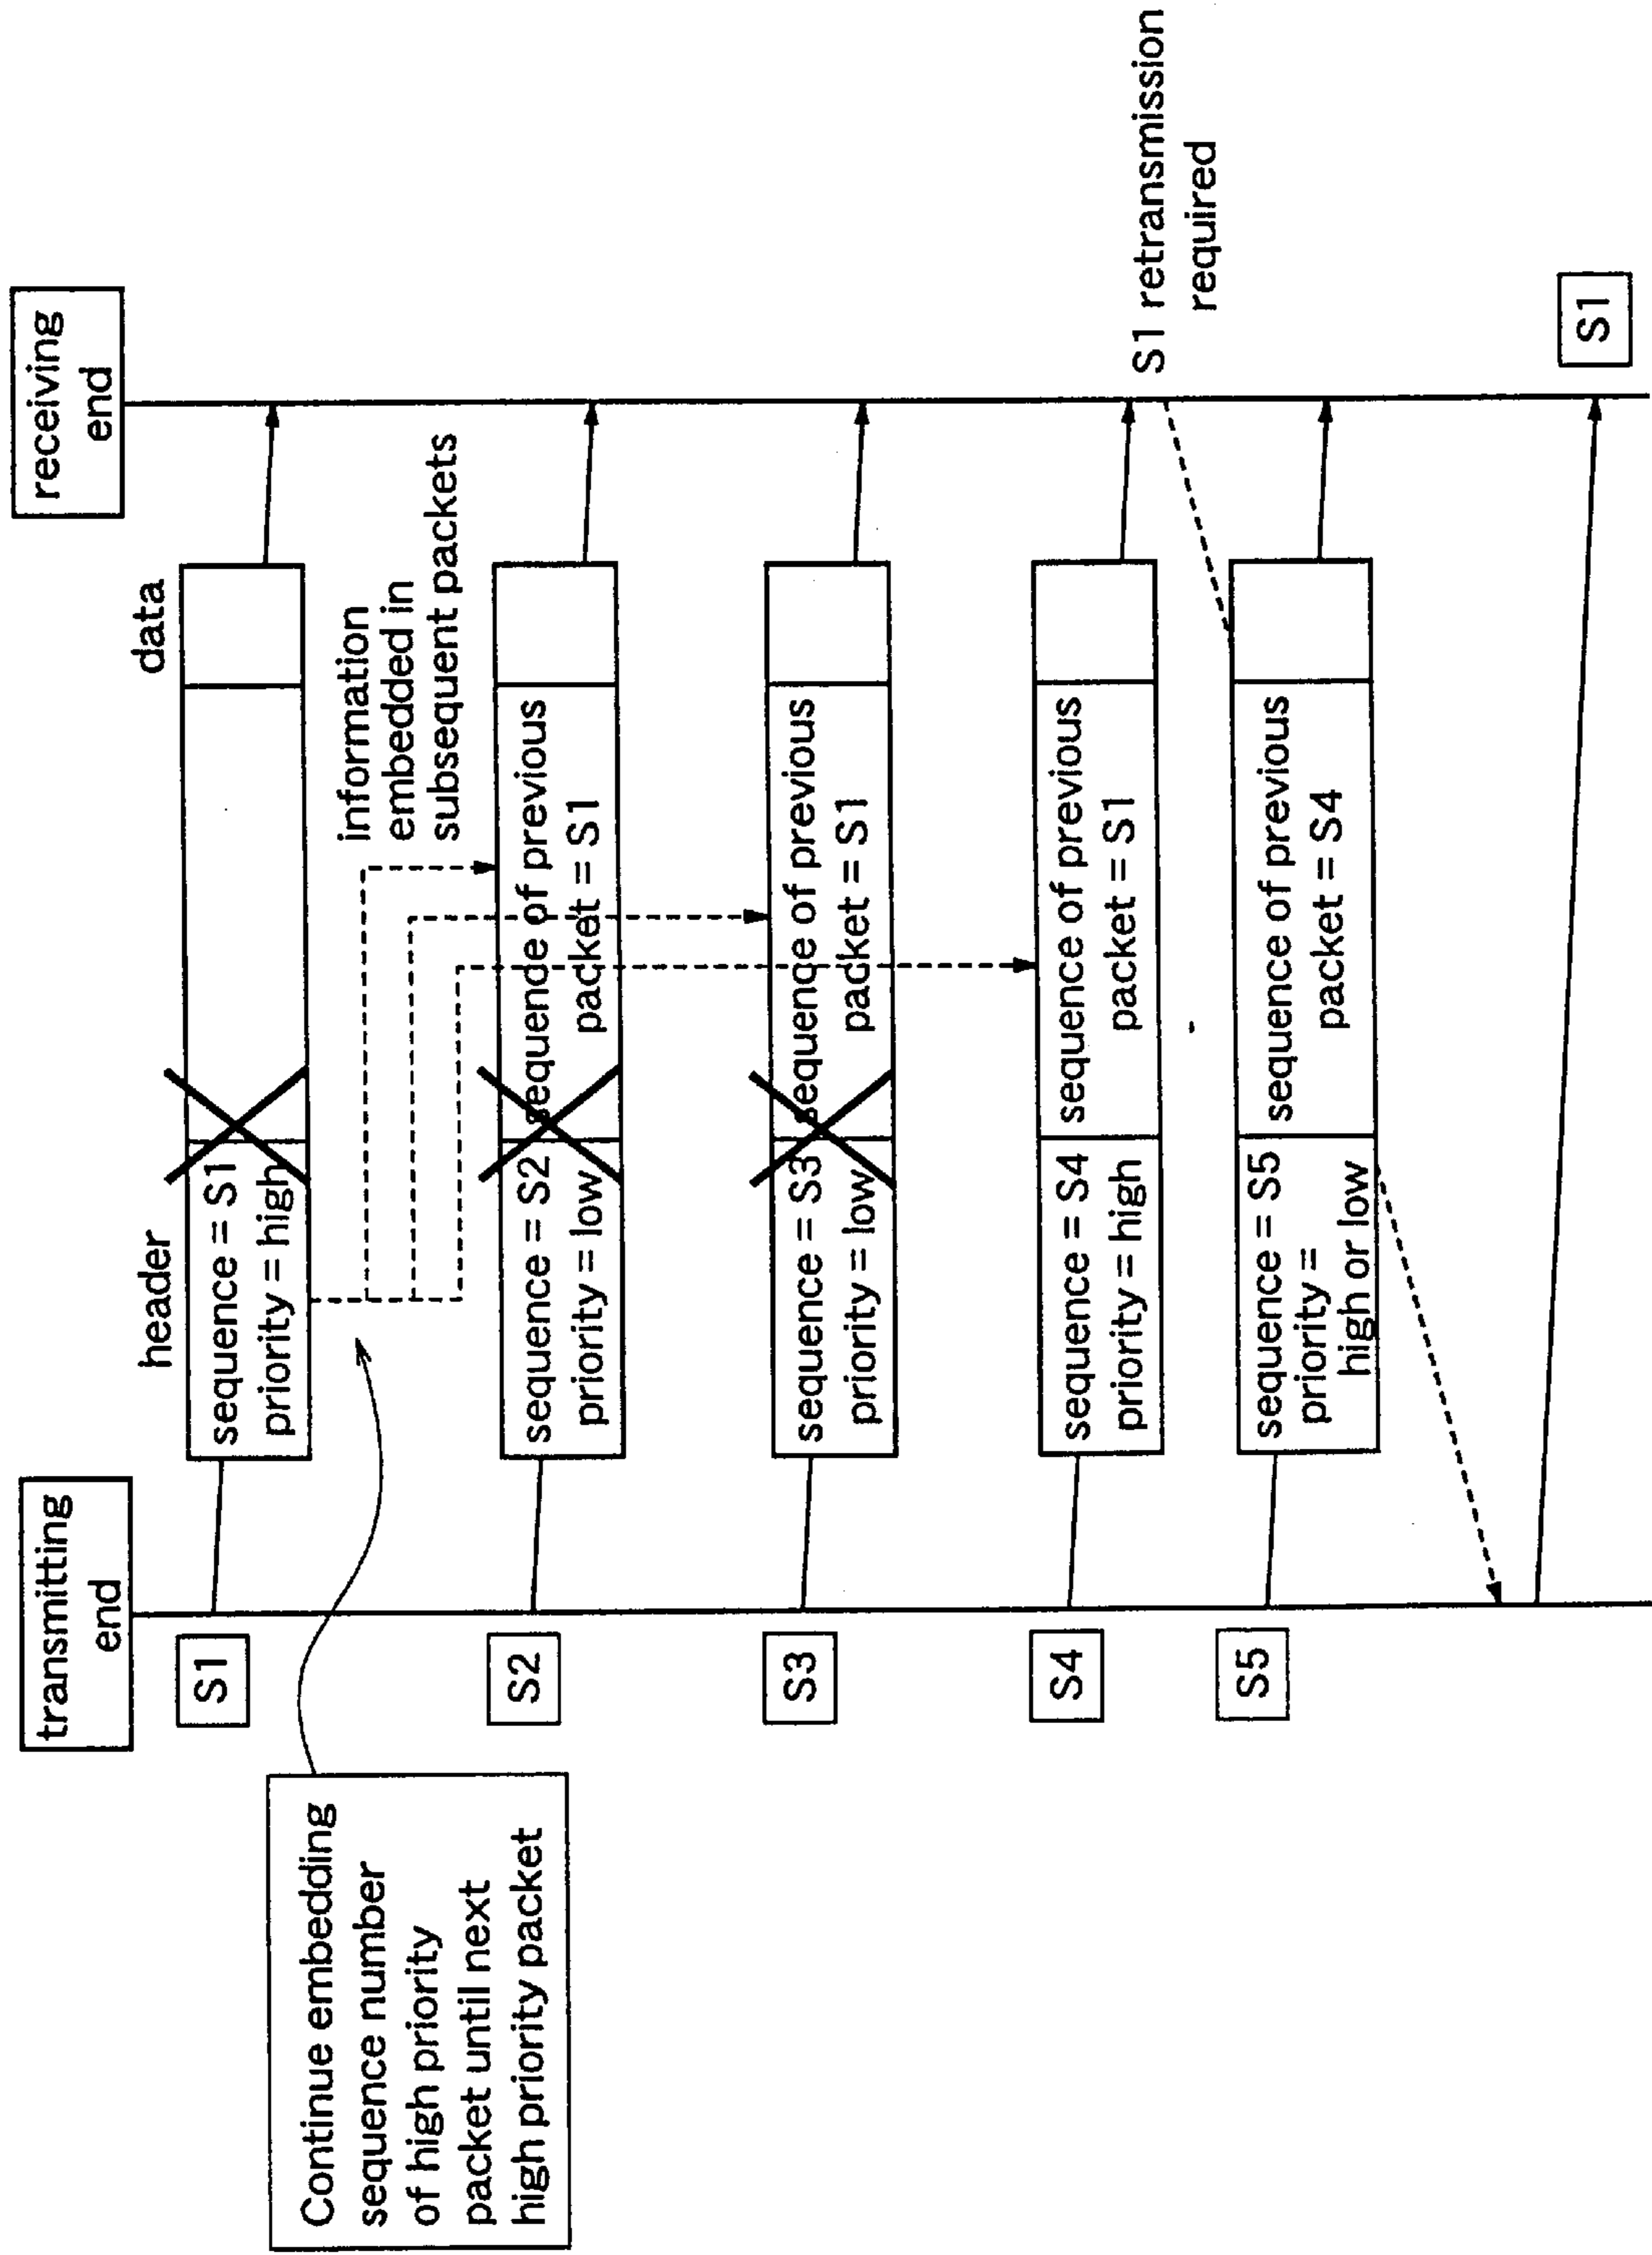 transmitting
end
receiving
end
header
data
S1
sequence = S1
priority = high
Continue embedding
sequence number
of high priority
packet until next
high priority packet
information
embedded in
subsequent packets
S2
sequence = S2
priority = low
sequence of previous
packet = S1
S3
sequence = S3
priority = low
sequence of previous
packet = S1
S4
sequence = S4
priority = high
sequence of previous
packet = S1
S1 retransmission
required
S5
sequence = S5
priority =
high or low
sequence of previous
packet = S4
S1